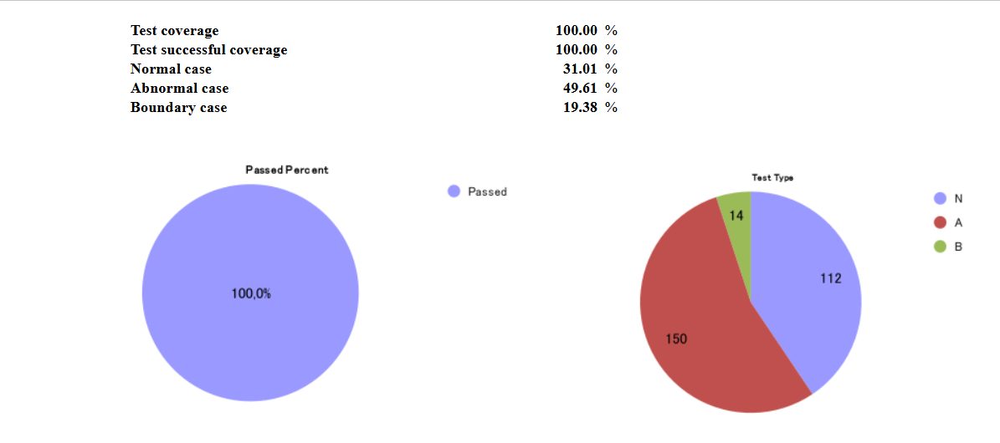 Test coverage 100.00 %
Test successful coverage 100.00 %
Normal case 31.01 %
Abnormal case 49.61 %
Boundary case 19.38 %
Passed Percent
Passed
100,0%
Test Type
N
A
B
14
112
150